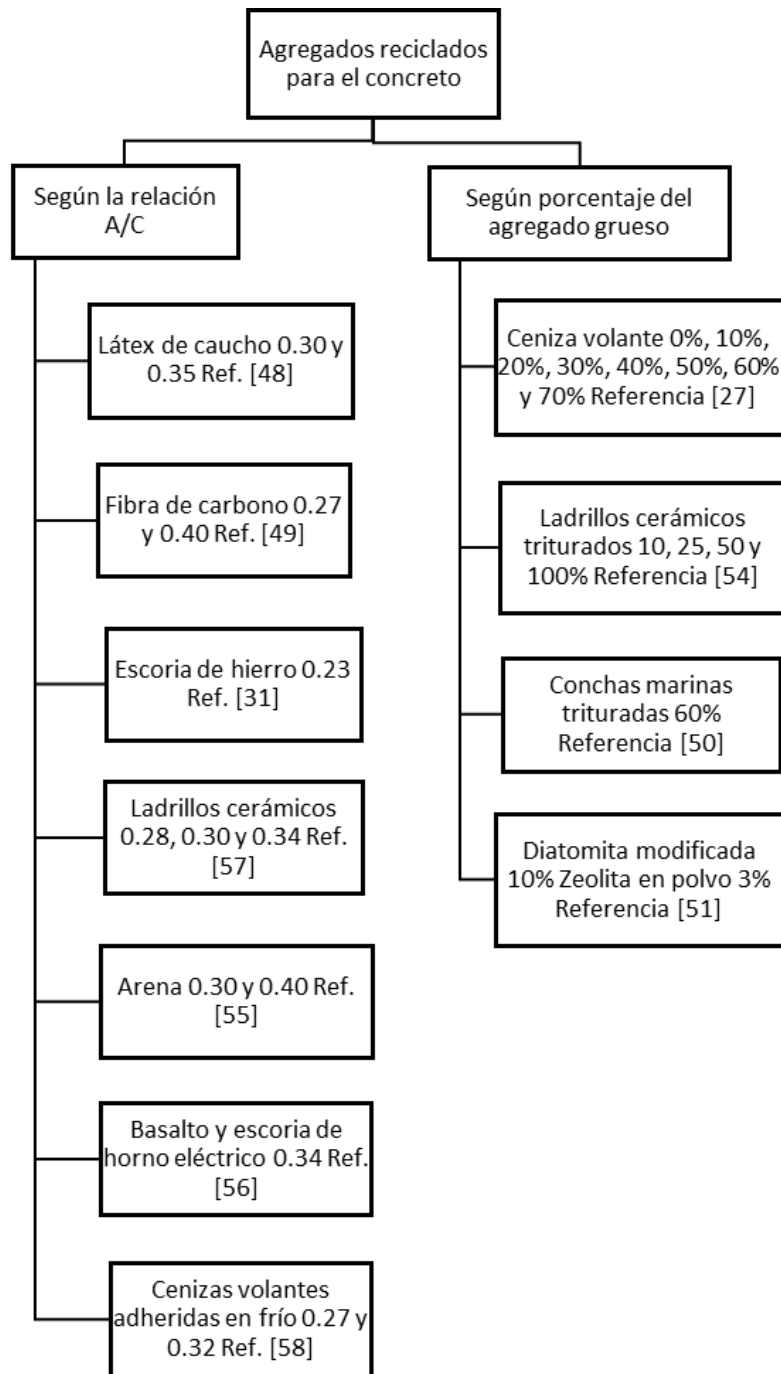 Agregados reciclados
para el concreto
Según la relación
A/C
Látex de caucho 0.30 y
0.35 Ref. [48]
Fibra de carbono 0.27
y 0.40 Ref. [49]
Escoria de hierro 0.23
Ref. [31]
Ladrillos cerámicos
0.28, 0.30 y 0.34 Ref.
[57]
Arena 0.30 y 0.40 Ref.
[55]
Basalto y escoria de
horno eléctrico 0.34 Ref.
[56]
Cenizas volantes
adheridas en frío 0.27 y
0.32 Ref. [58]
Según porcentaje del
agregado grueso
Ceniza volante 0%, 10%,
20%, 30%, 40%, 50%, 60%
y 70% Referencia [27]
Ladrillos cerámicos
triturados 10, 25, 50 y
100% Referencia [54]
Conchas marinas
trituradas 60%
Referencia [50]
Diatomita modificada
10% Zeolita en polvo 3%
Referencia [51]